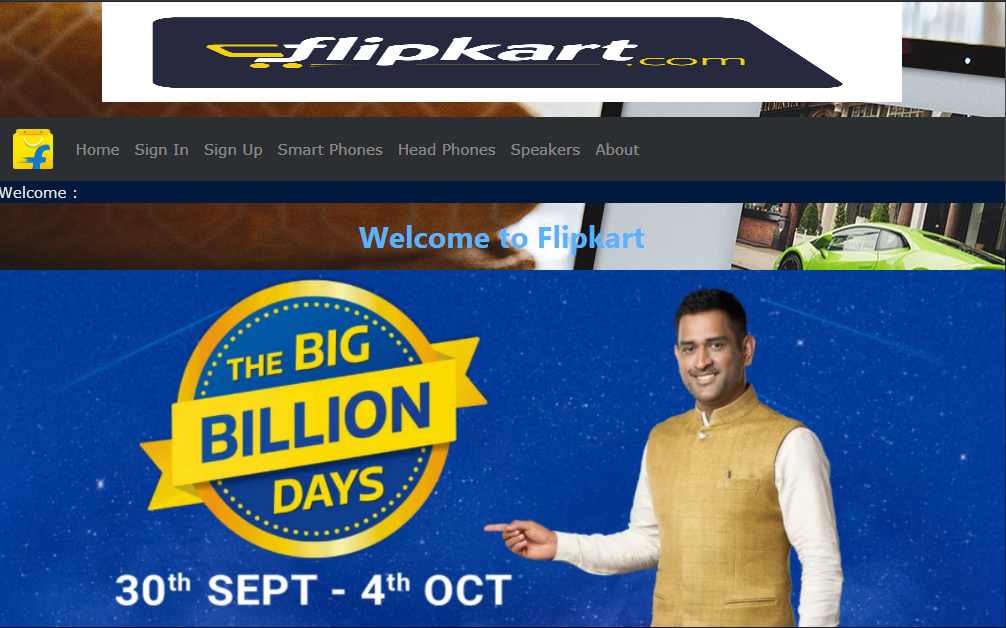 flipkart.com
Home Sign In Sign Up Smart Phones Head Phones Speakers About
Welcome :
Welcome to Flipkart
THE BIG
BILLION
DAYS
30th SEPT - 4th OCT